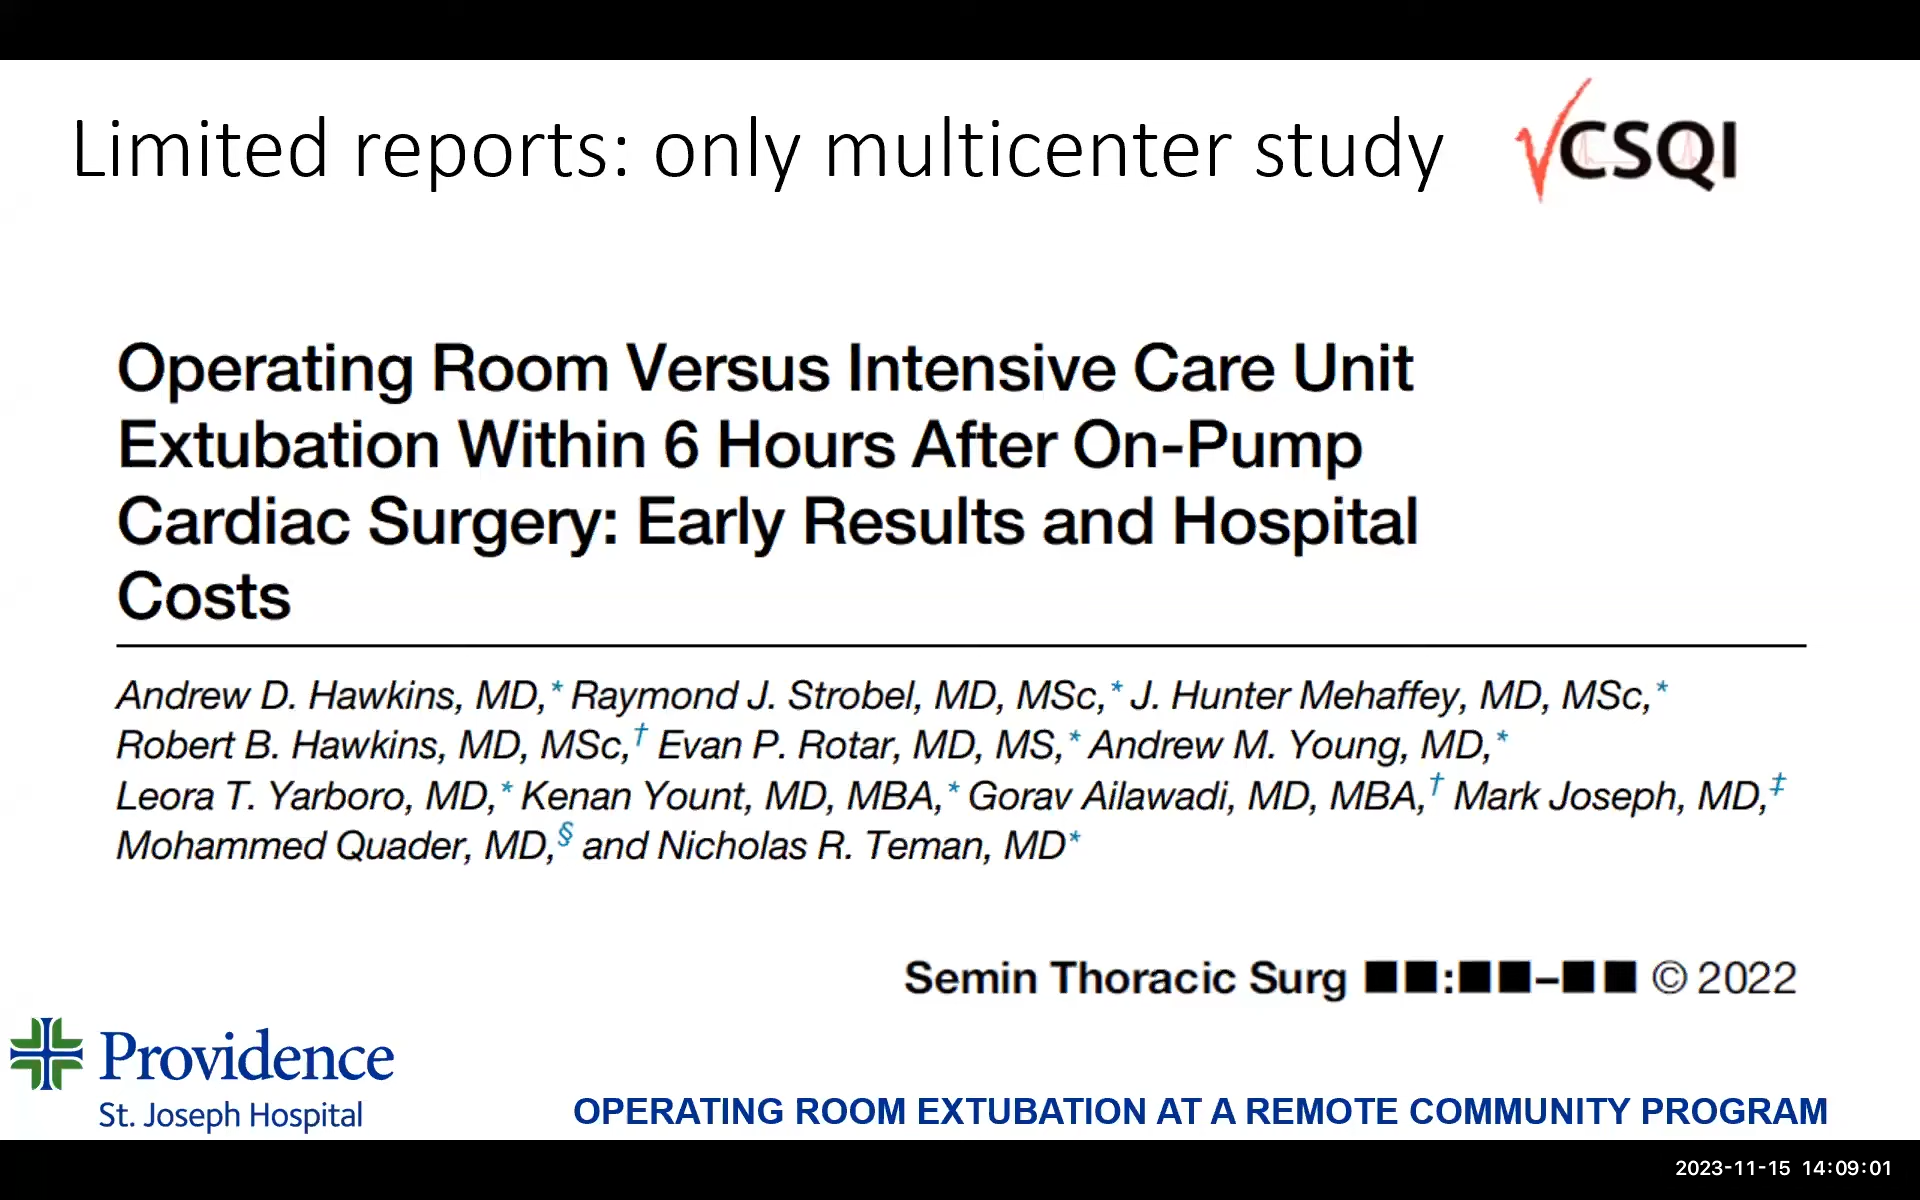 Limited reports: only multicenter study
VCSQI
Operating Room Versus Intensive Care Unit
Extubation Within 6 Hours After On-Pump
Cardiac Surgery: Early Results and Hospital
Costs
Andrew D. Hawkins, MD,* Raymond J. Strobel, MD, MSc,* J. Hunter Mehaffey, MD, MSc,*
Robert B. Hawkins, MD, MSc,† Evan P. Rotar, MD, MS,* Andrew M. Young, MD,*
Leora T. Yarboro, MD,* Kenan Yount, MD, MBA,* Gorav Ailawadi, MD, MBA,† Mark Joseph, MD,‡
Mohammed Quader, MD,§ and Nicholas R. Teman, MD*
Semin Thoracic Surg ■■:■■–■■ © 2022
Providence
St. Joseph Hospital
OPERATING ROOM EXTUBATION AT A REMOTE COMMUNITY PROGRAM
2023-11-15 14:09:01